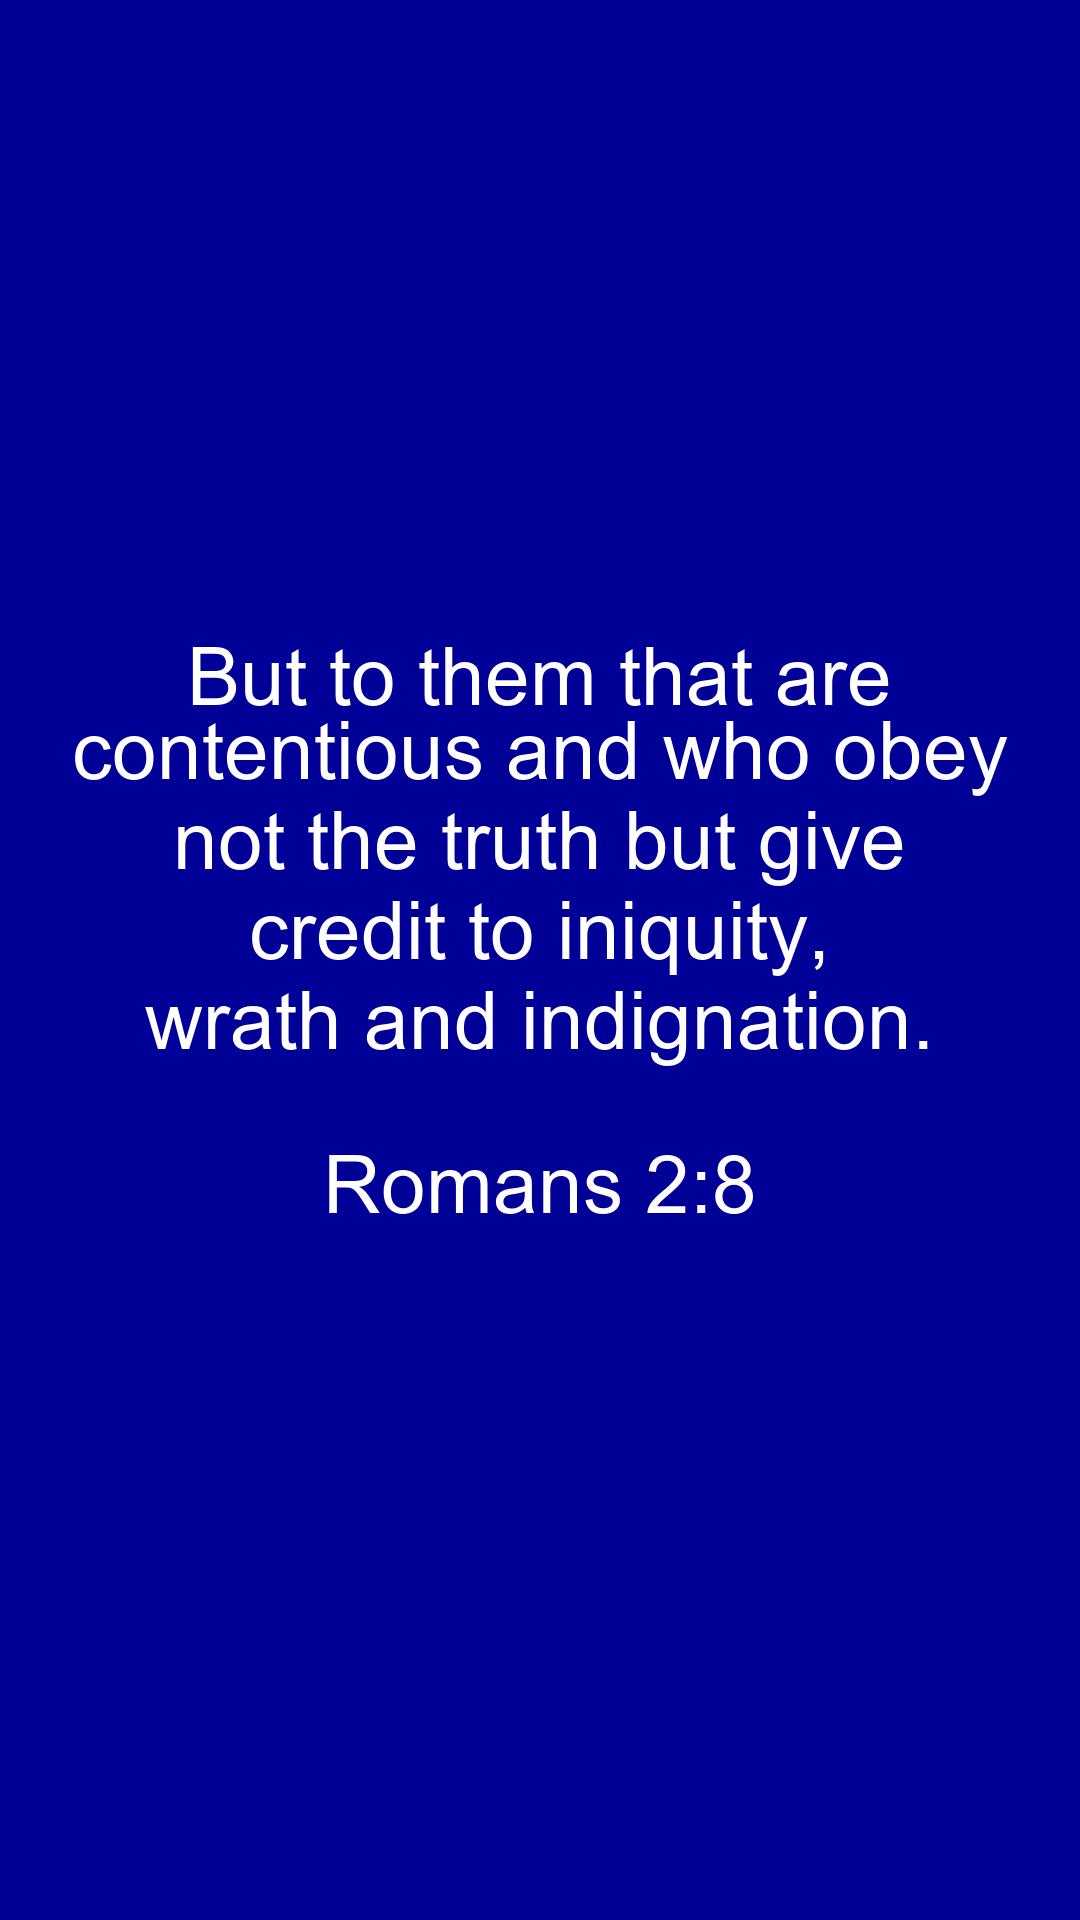 But to them that are
contentious and who obey
not the truth but give
credit to iniquity,
wrath and indignation.
Romans 2:8